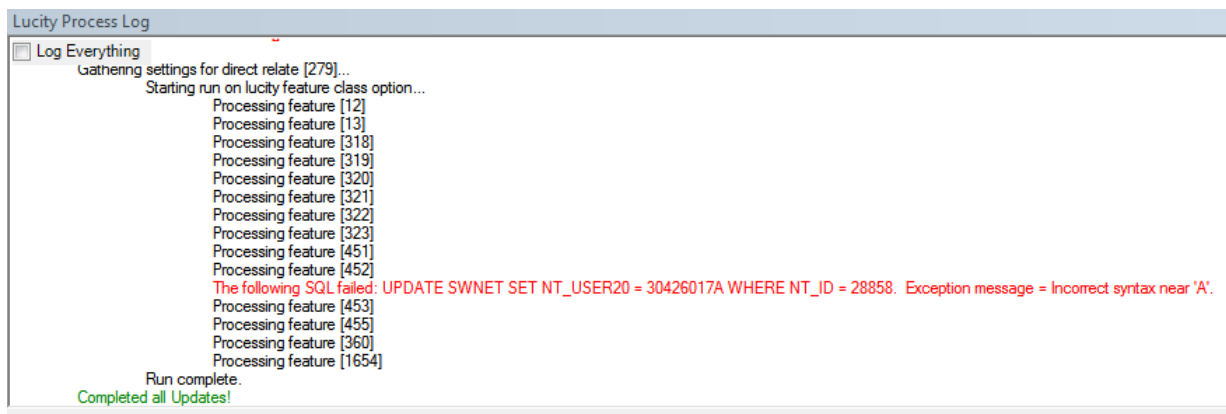 Lucity Process Log
Log Everything
Gathering settings for direct relate [279]...
Starting run on lucity feature class option...
Processing feature [12]
Processing feature [13]
Processing feature [318]
Processing feature [319]
Processing feature [320]
Processing feature [321]
Processing feature [322]
Processing feature [323]
Processing feature [451]
Processing feature [452]
The following SQL failed: UPDATE SWNET SET NT_USER20 = 30426017A WHERE NT_ID = 28858.  Exception message = Incorrect syntax near 'A'.
Processing feature [453]
Processing feature [455]
Processing feature [360]
Processing feature [1654]
Run complete.
Completed all Updates!